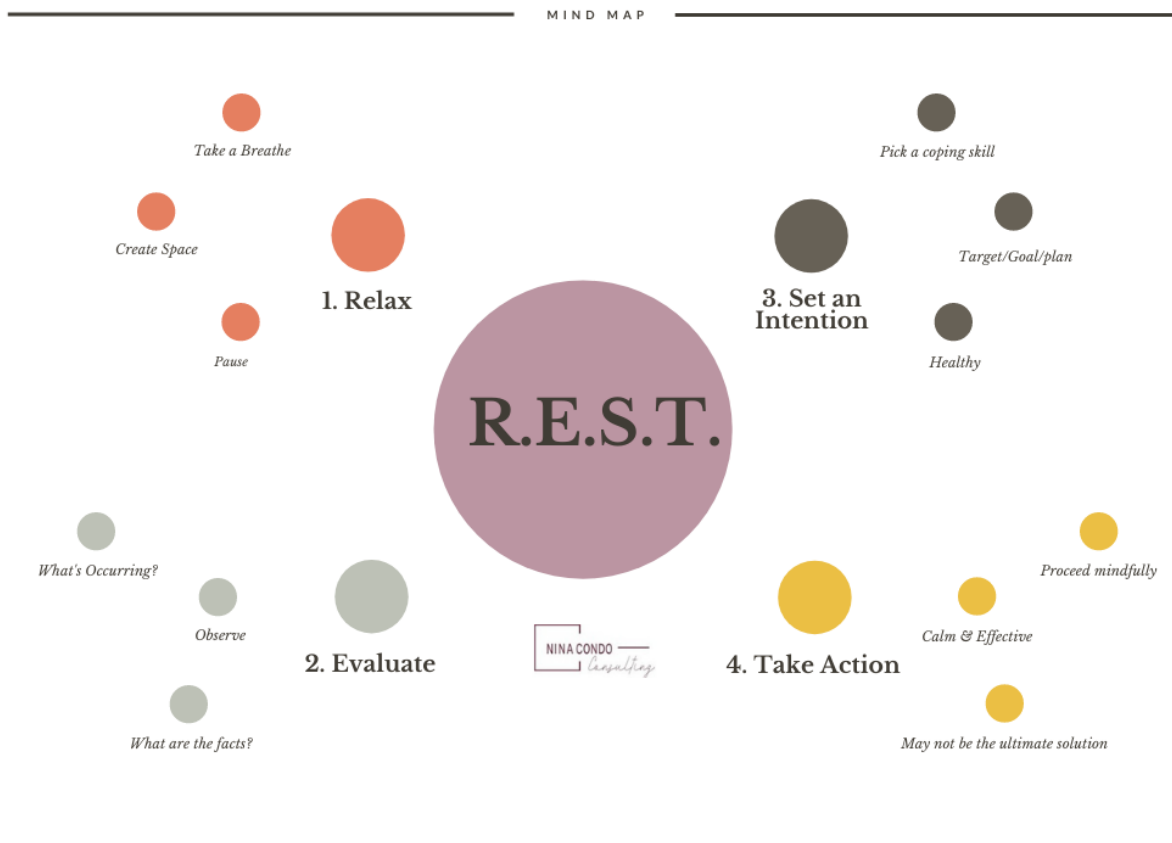 MIND MAP
Take a Breathe
Create Space
1. Relax
Pause
Pick a coping skill
Target/Goal/plan
3. Set an
Intention
Healthy
R.E.S.T.
What's Occurring?
Observe
2. Evaluate
What are the facts?
NINA CONDO
Consulting
Proceed mindfully
Calm & Effective
4. Take Action
May not be the ultimate solution